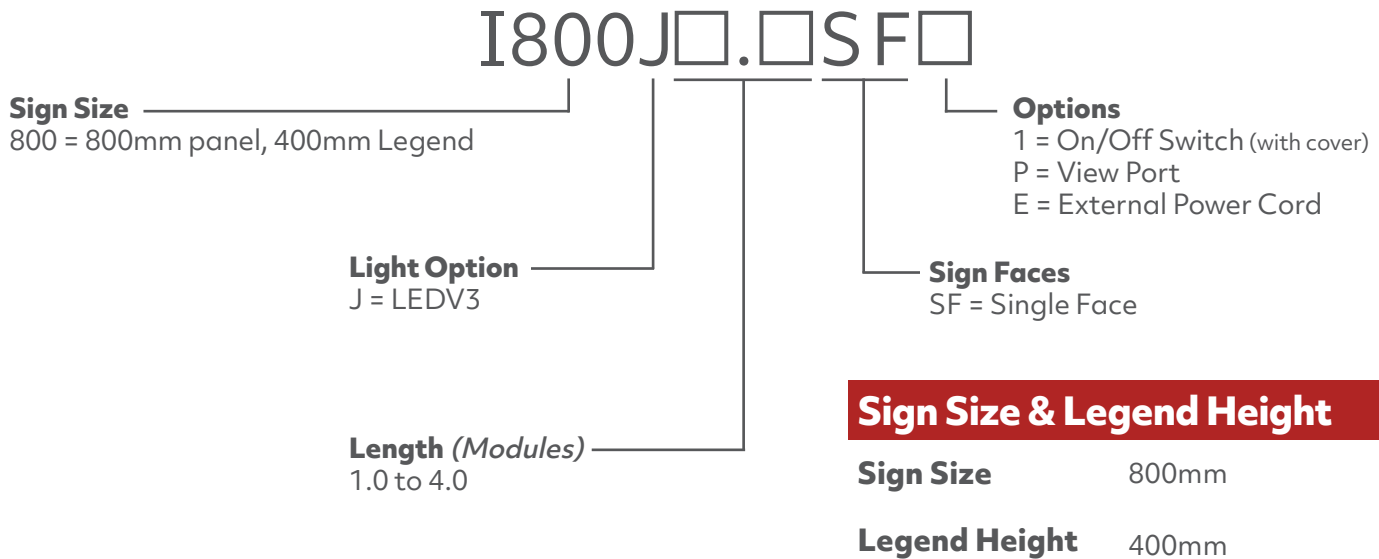 I800J□.□SF□
Sign Size
800 = 800mm panel, 400mm Legend
Options
1 = On/Off Switch (with cover)
P = View Port
E = External Power Cord
Light Option
J = LEDV3
Sign Faces
SF = Single Face
Length (Modules)
1.0 to 4.0
Sign Size & Legend Height
Sign Size 800mm
Legend Height 400mm